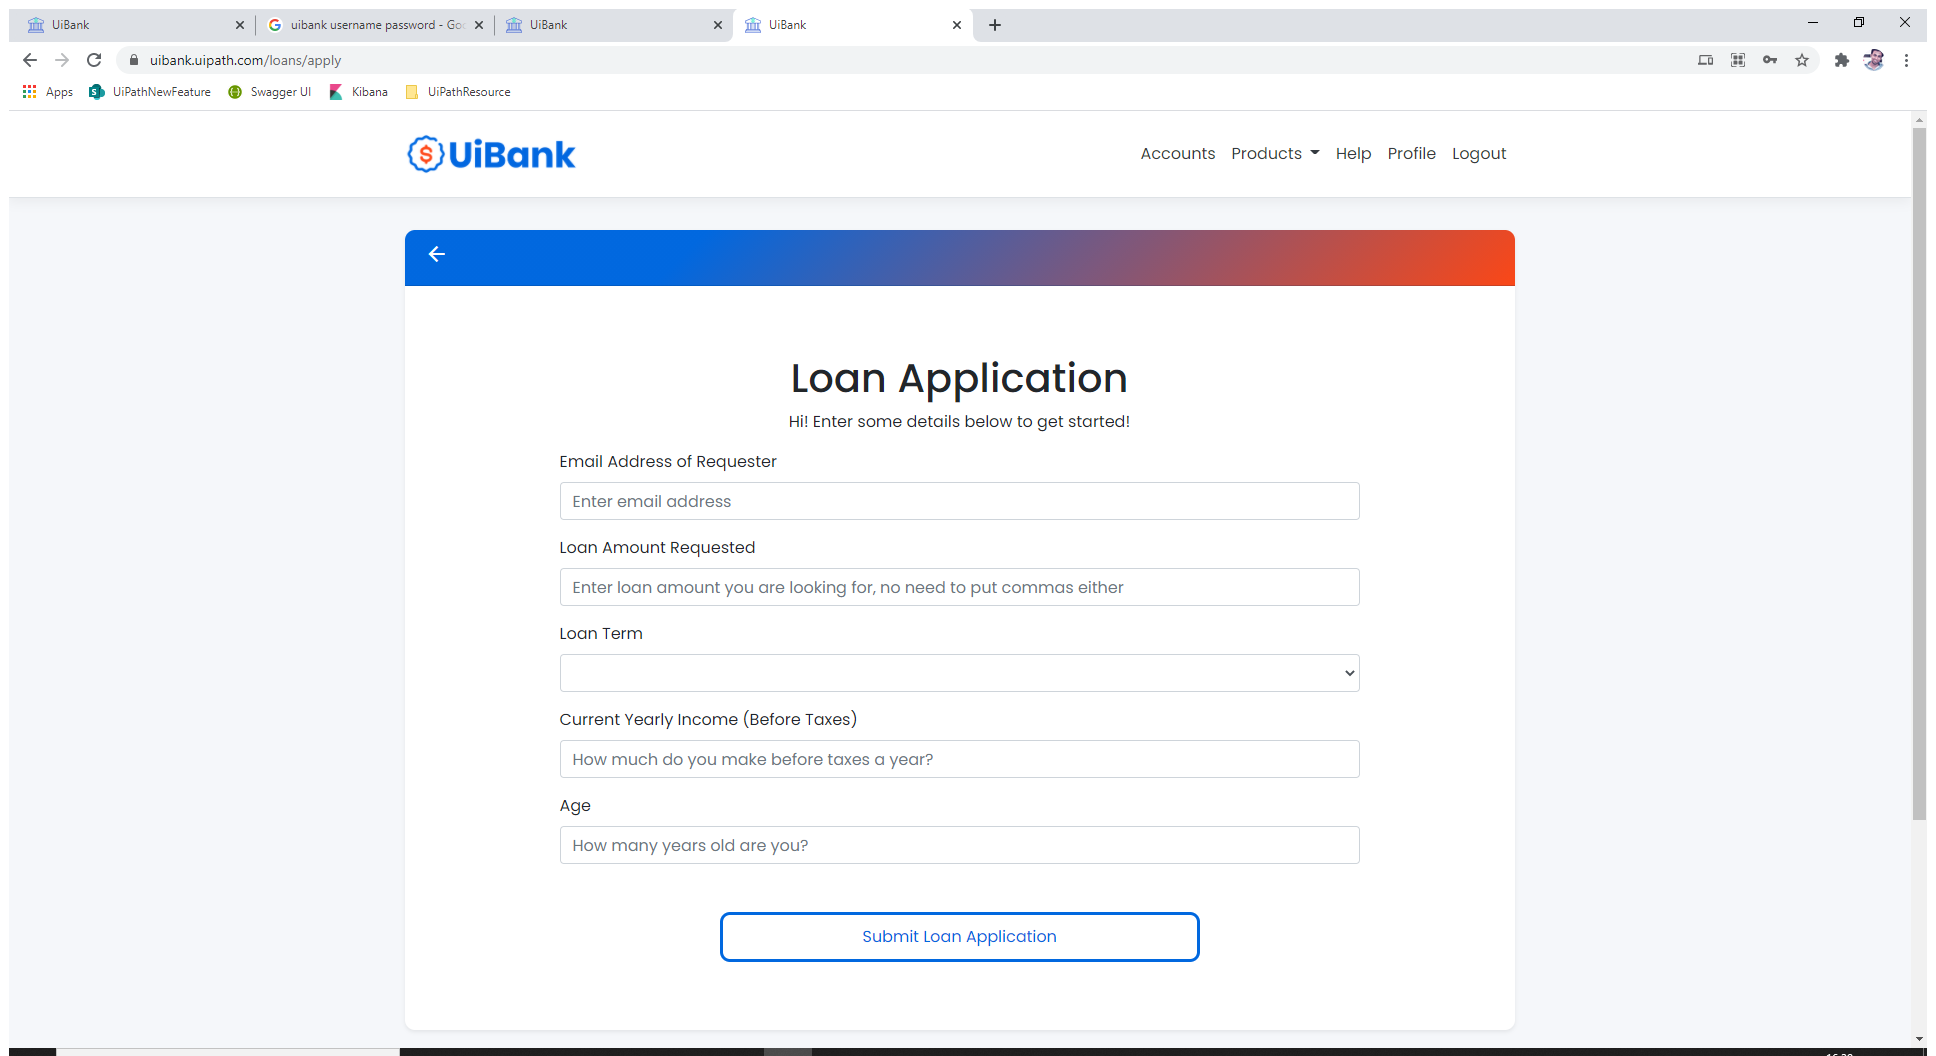 UiBank
uibank username password - Goo
UiBank
UiBank
uibank.uipath.com/loans/apply
Apps
UiPathNewFeature
Swagger UI
Kibana
UiPathResource
$ UiBank
Accounts Products Help Profile Logout
Loan Application
Hi! Enter some details below to get started!
Email Address of Requester
Enter email address
Loan Amount Requested
Enter loan amount you are looking for, no need to put commas either
Loan Term
Current Yearly Income (Before Taxes)
How much do you make before taxes a year?
Age
How many years old are you?
Submit Loan Application